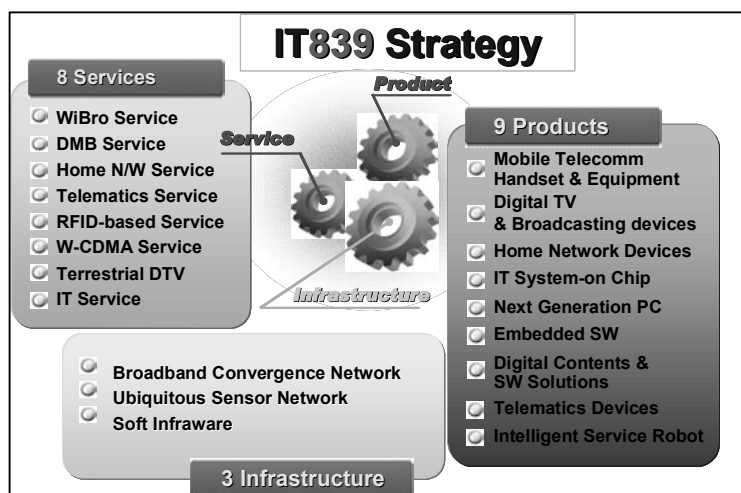 IT839 Strategy
8 Services
WiBro Service
DMB Service
Home N/W Service
Telematics Service
RFID-based Service
W-CDMA Service
Terrestrial DTV
IT Service
Product
Service
Infrastructure
9 Products
Mobile Telecomm
Handset & Equipment
Digital TV
& Broadcasting devices
Home Network Devices
IT System-on Chip
Next Generation PC
Embedded SW
Digital Contents &
SW Solutions
Telematics Devices
Intelligent Service Robot
Broadband Convergence Network
Ubiquitous Sensor Network
Soft Infraware
3 Infrastructure